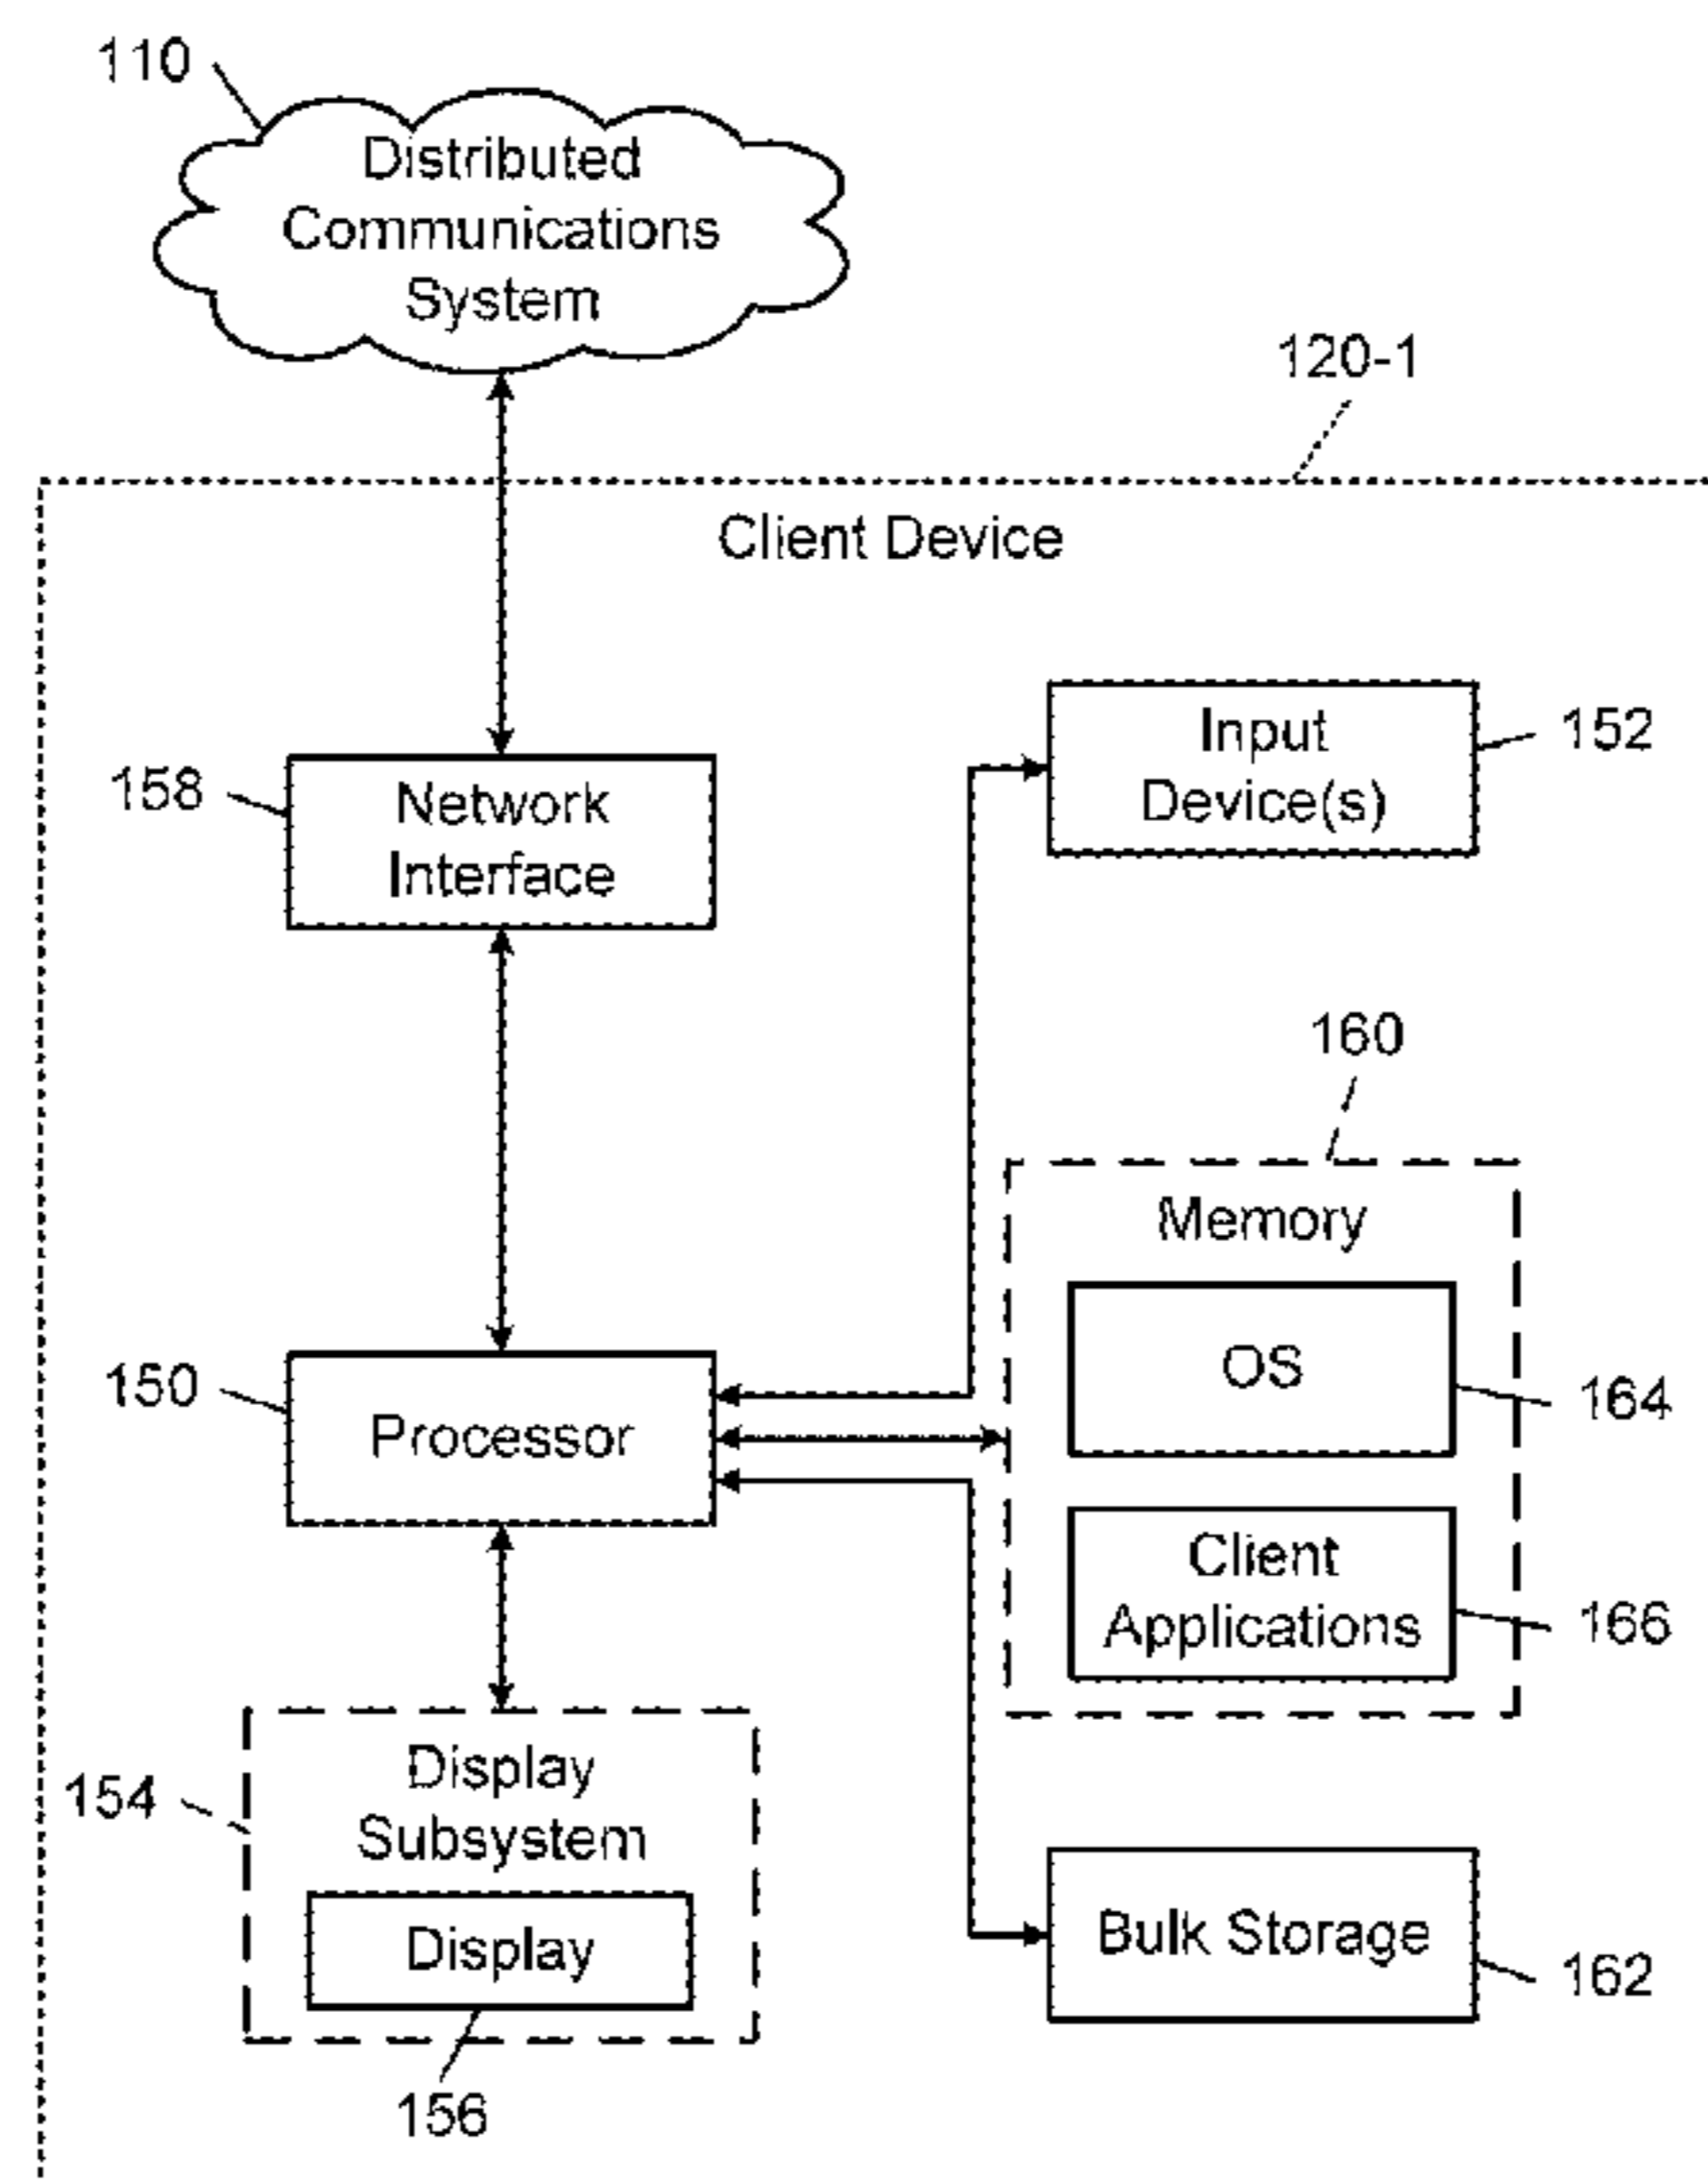 110
Distributed
Communications
System
120-1
Client Device
Input
Device(s)
152
158
Network
Interface
160
Memory
OS
164
150
Processor
Client
Applications
166
154
Display
Subsystem
Display
156
Bulk Storage
162